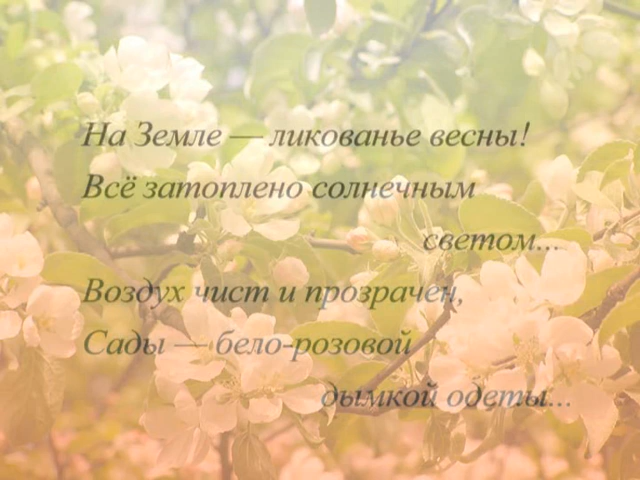 На Земле — ликованье весны!
Всё затоплено солнечным
светом...
Воздух чист и прозрачен,
Сады — бело-розовой
дымкой одеты...